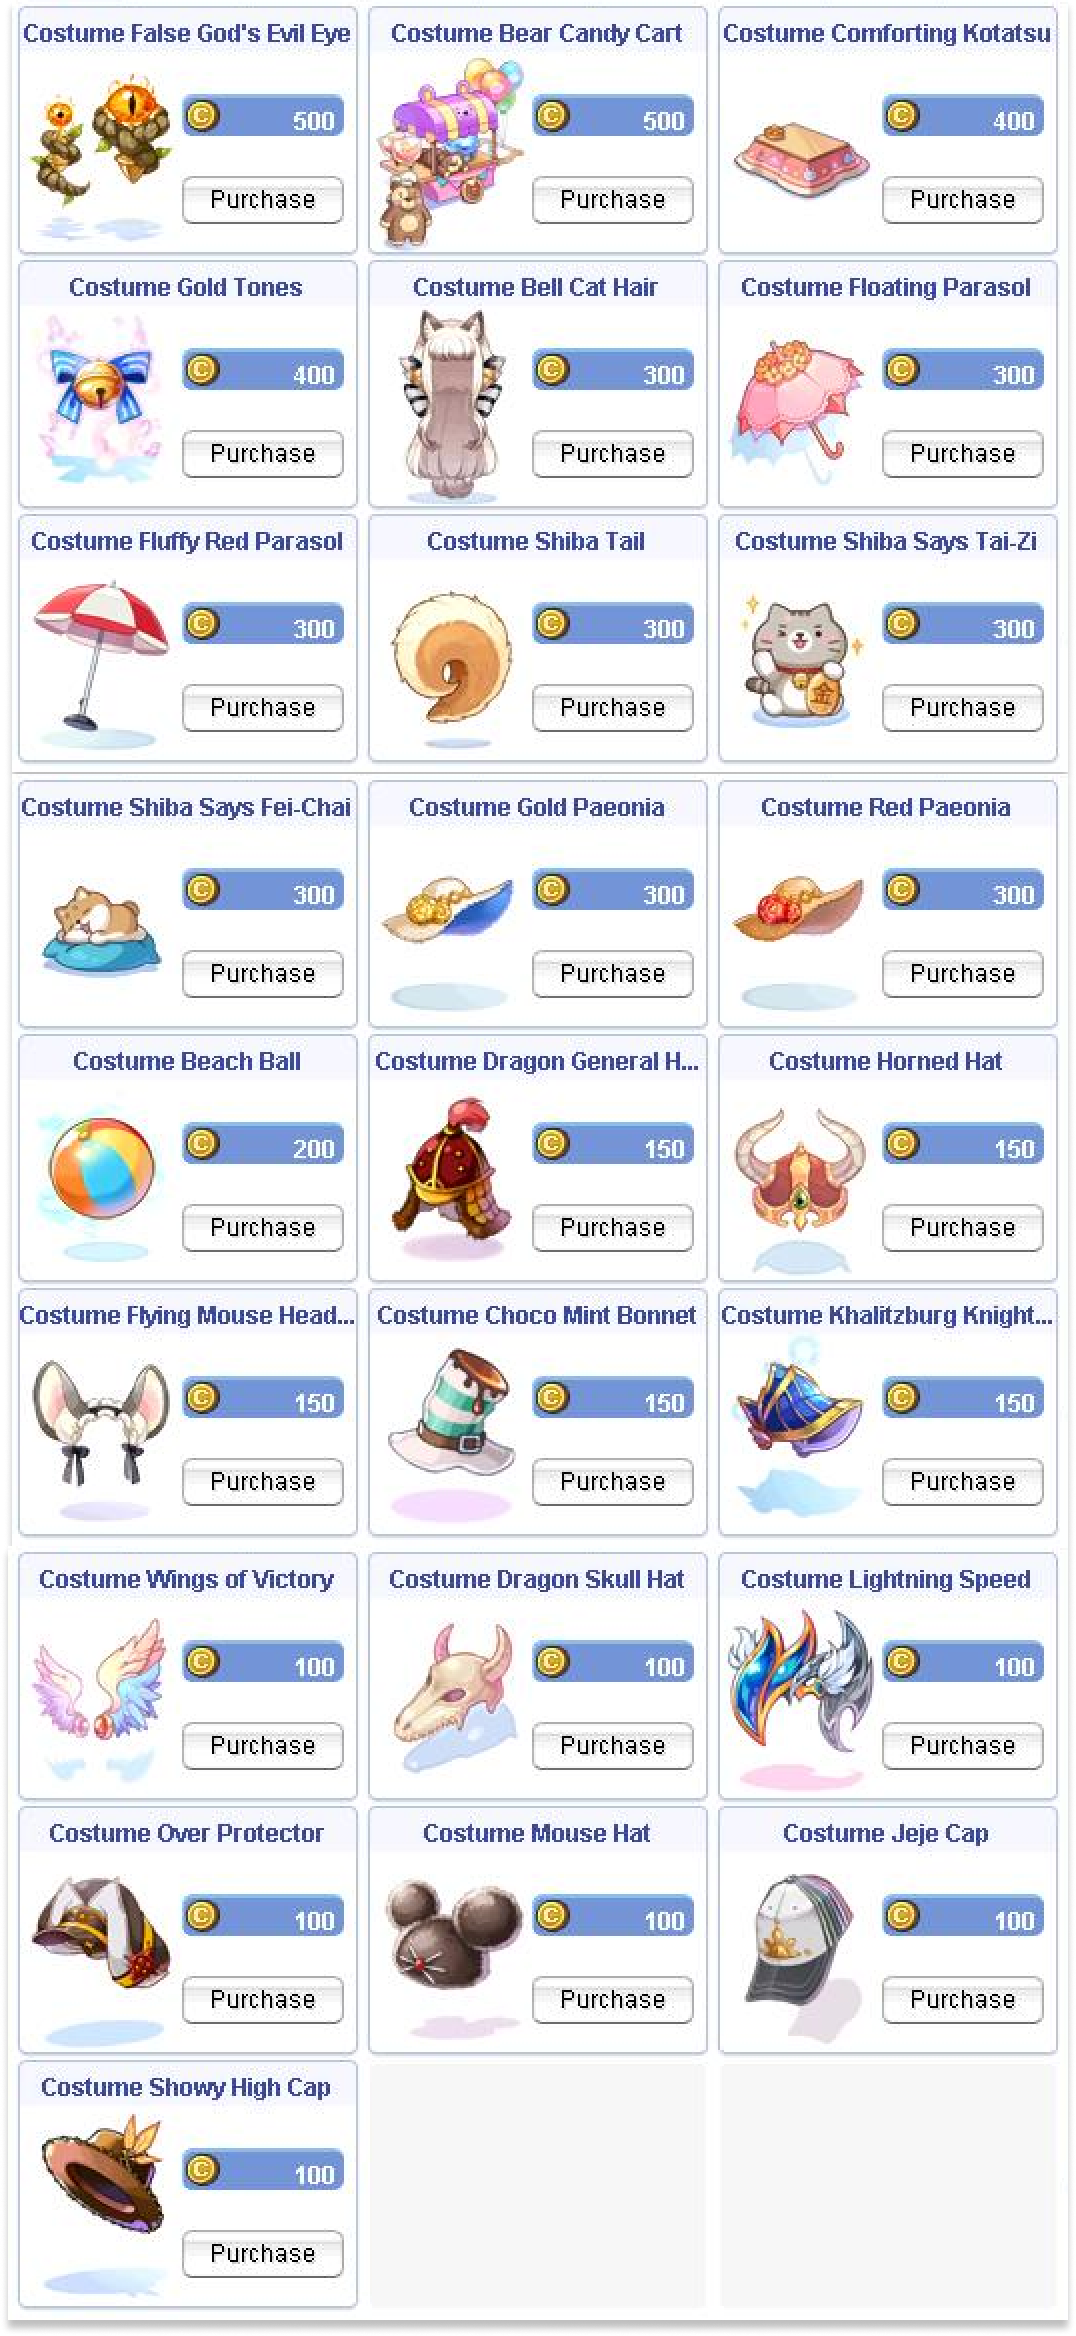 Costume False God's Evil Eye
500
Purchase
Costume Bear Candy Cart
500
Purchase
Costume Comforting Kotatsu
400
Purchase
Costume Gold Tones
400
Purchase
Costume Bell Cat Hair
300
Purchase
Costume Floating Parasol
300
Purchase
Costume Fluffy Red Parasol
300
Purchase
Costume Shiba Tail
300
Purchase
Costume Shiba Says Tai-Zi
金
300
Purchase
Costume Shiba Says Fei-Chai
300
Purchase
Costume Gold Paeonia
300
Purchase
Costume Red Paeonia
300
Purchase
Costume Beach Ball
200
Purchase
Costume Dragon General H...
150
Purchase
Costume Horned Hat
150
Purchase
Costume Flying Mouse Head...
150
Purchase
Costume Choco Mint Bonnet
150
Purchase
Costume Khalitzburg Knight...
150
Purchase
Costume Wings of Victory
100
Purchase
Costume Dragon Skull Hat
100
Purchase
Costume Lightning Speed
100
Purchase
Costume Over Protector
100
Purchase
Costume Mouse Hat
100
Purchase
Costume Jeje Cap
100
Purchase
Costume Showy High Cap
100
Purchase